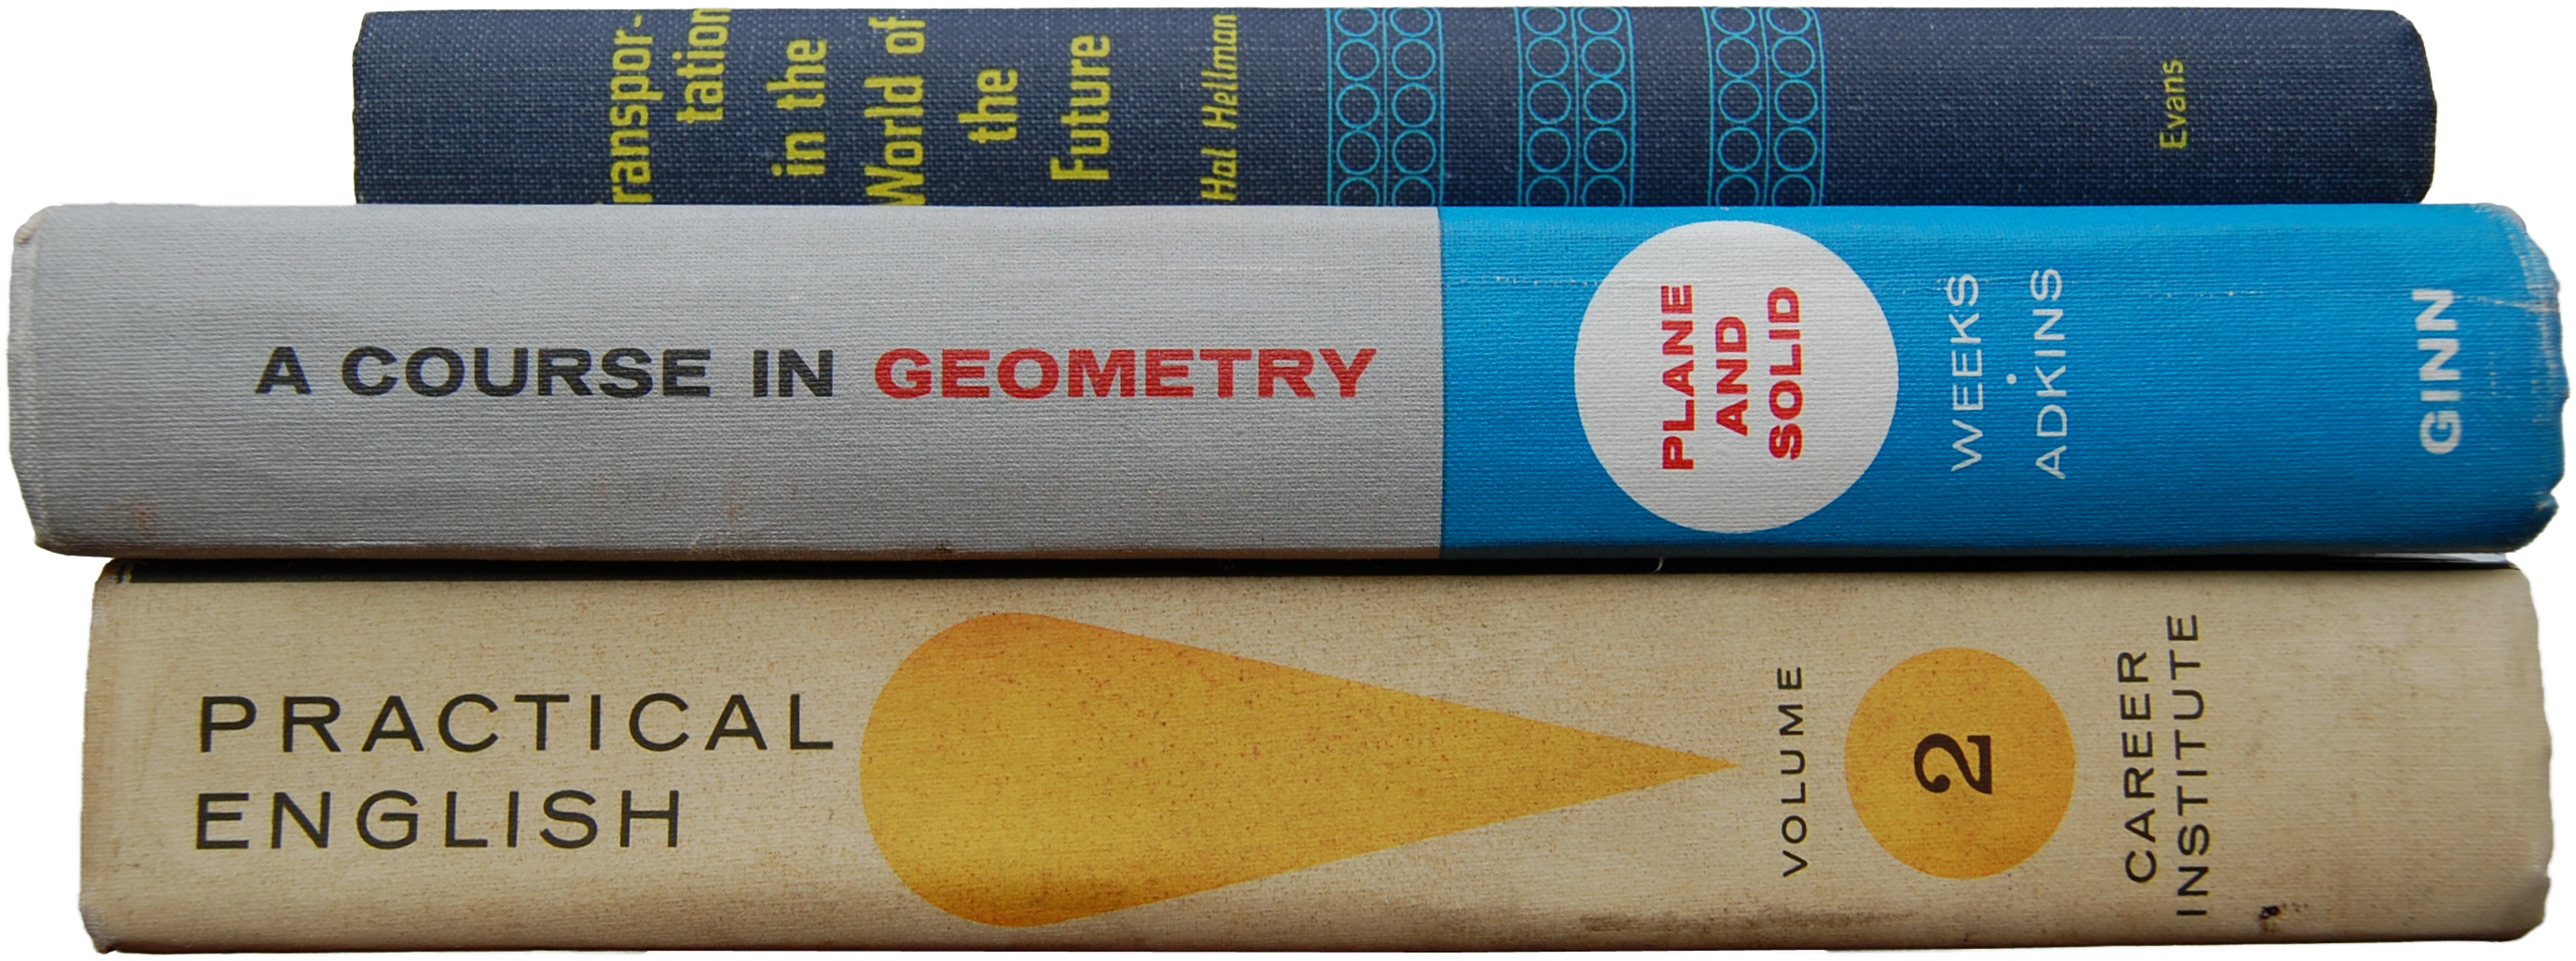 ranspor-
tation
in the
World of
the
Future
Hal Hellman
Evans
A COURSE IN GEOMETRY
PLANE
AND
SOLID
WEEKS
•
ADKINS
GINN
PRACTICAL
ENGLISH
VOLUME
2
CAREER
INSTITUTE